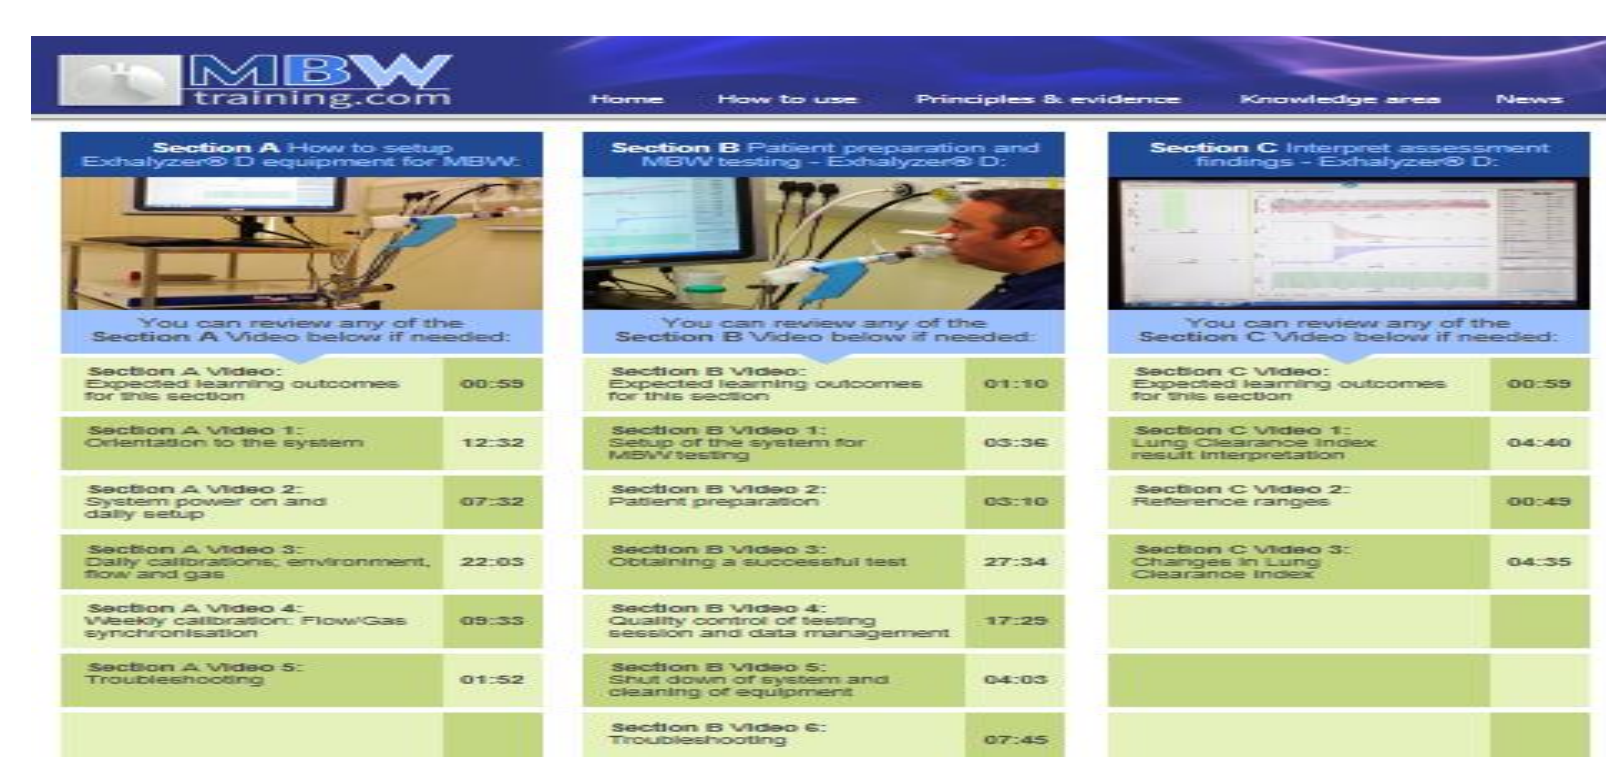 MBW
training.com
Home How to use Principles & evidence Knowledge area News
Section A How to setup
Exhalyzer® D equipment for MBW:
You can review any of the
Section A Video below if needed:
Section A Video:
Expected learning outcomes
for this section
00:59
Section A Video 1:
Orientation to the system
12:32
Section A Video 2:
System power on and
daily setup
07:32
Section A Video 3:
Daily calibrations; environment,
flow and gas
22:03
Section A Video 4:
Weekly calibration: Flow/Gas
synchronisation
09:33
Section A Video 5:
Troubleshooting
01:52
Section B Patient preparation and
MBW testing - Exhalyzer® D:
You can review any of the
Section B Video below if needed:
Section B Video:
Expected learning outcomes
for this section
01:10
Section B Video 1:
Setup of the system for
MBW testing
03:36
Section B Video 2:
Patient preparation
03:10
Section B Video 3:
Obtaining a successful test
27:34
Section B Video 4:
Quality control of testing
session and data management
17:29
Section B Video 5:
Shut down of system and
cleaning of equipment
04:03
Section B Video 6:
Troubleshooting
07:45
Section C Interpret assessment
findings - Exhalyzer® D:
You can review any of the
Section C Video below if needed:
Section C Video:
Expected learning outcomes
for this section
00:59
Section C Video 1:
Lung Clearance Index
result interpretation
04:40
Section C Video 2:
Reference ranges
00:49
Section C Video 3:
Changes in Lung
Clearance Index
04:35